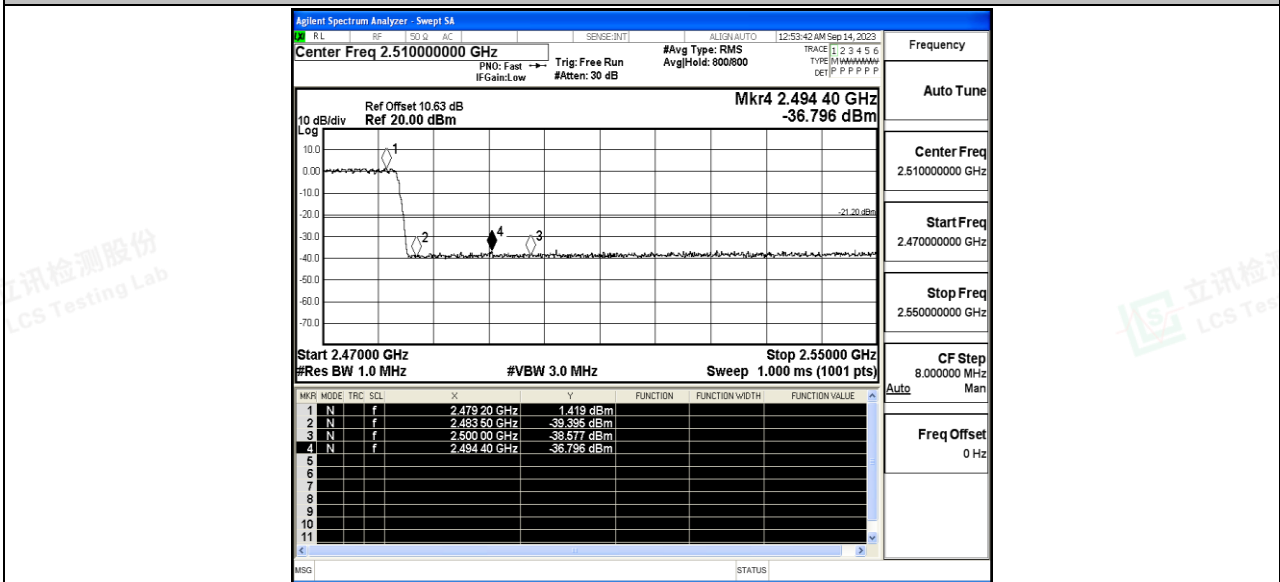 Agilent Spectrum Analyzer - Swept SA
RL RF 50 Ω AC SENSE:INT ALIGNAUTO 12:53:42 AM Sep 14, 2023
Center Freq 2.510000000 GHz
PNO: Fast
IFGain:Low
Trig: Free Run
#Atten: 30 dB
#Avg Type: RMS
Avg|Hold: 800/800
TRACE 1 2 3 4 5 6
TYPE M WWWWW
DET P P P P P P
Mkr4 2.494 40 GHz
-36.796 dBm
Ref Offset 10.63 dB
10 dB/div Ref 20.00 dBm
Log
10.0
0.00
-10.0
-20.0
-30.0
-40.0
-50.0
-60.0
-70.0
1
2
4
3
-21.20 dBm
Start 2.47000 GHz Stop 2.55000 GHz
#Res BW 1.0 MHz #VBW 3.0 MHz Sweep 1.000 ms (1001 pts)
MKR MODE TRC SCL X Y FUNCTION FUNCTION WIDTH FUNCTION VALUE
1 N f 2.479 20 GHz 1.419 dBm
2 N f 2.483 50 GHz -39.395 dBm
3 N f 2.500 00 GHz -38.577 dBm
4 N f 2.494 40 GHz -36.796 dBm
5
6
7
8
9
10
11
MSG STATUS
Frequency
Auto Tune
Center Freq
2.510000000 GHz
Start Freq
2.470000000 GHz
Stop Freq
2.550000000 GHz
CF Step
8.000000 MHz
Auto Man
Freq Offset
0 Hz
立讯检测股份
LCS Testing Lab
立讯检
LCS Tes